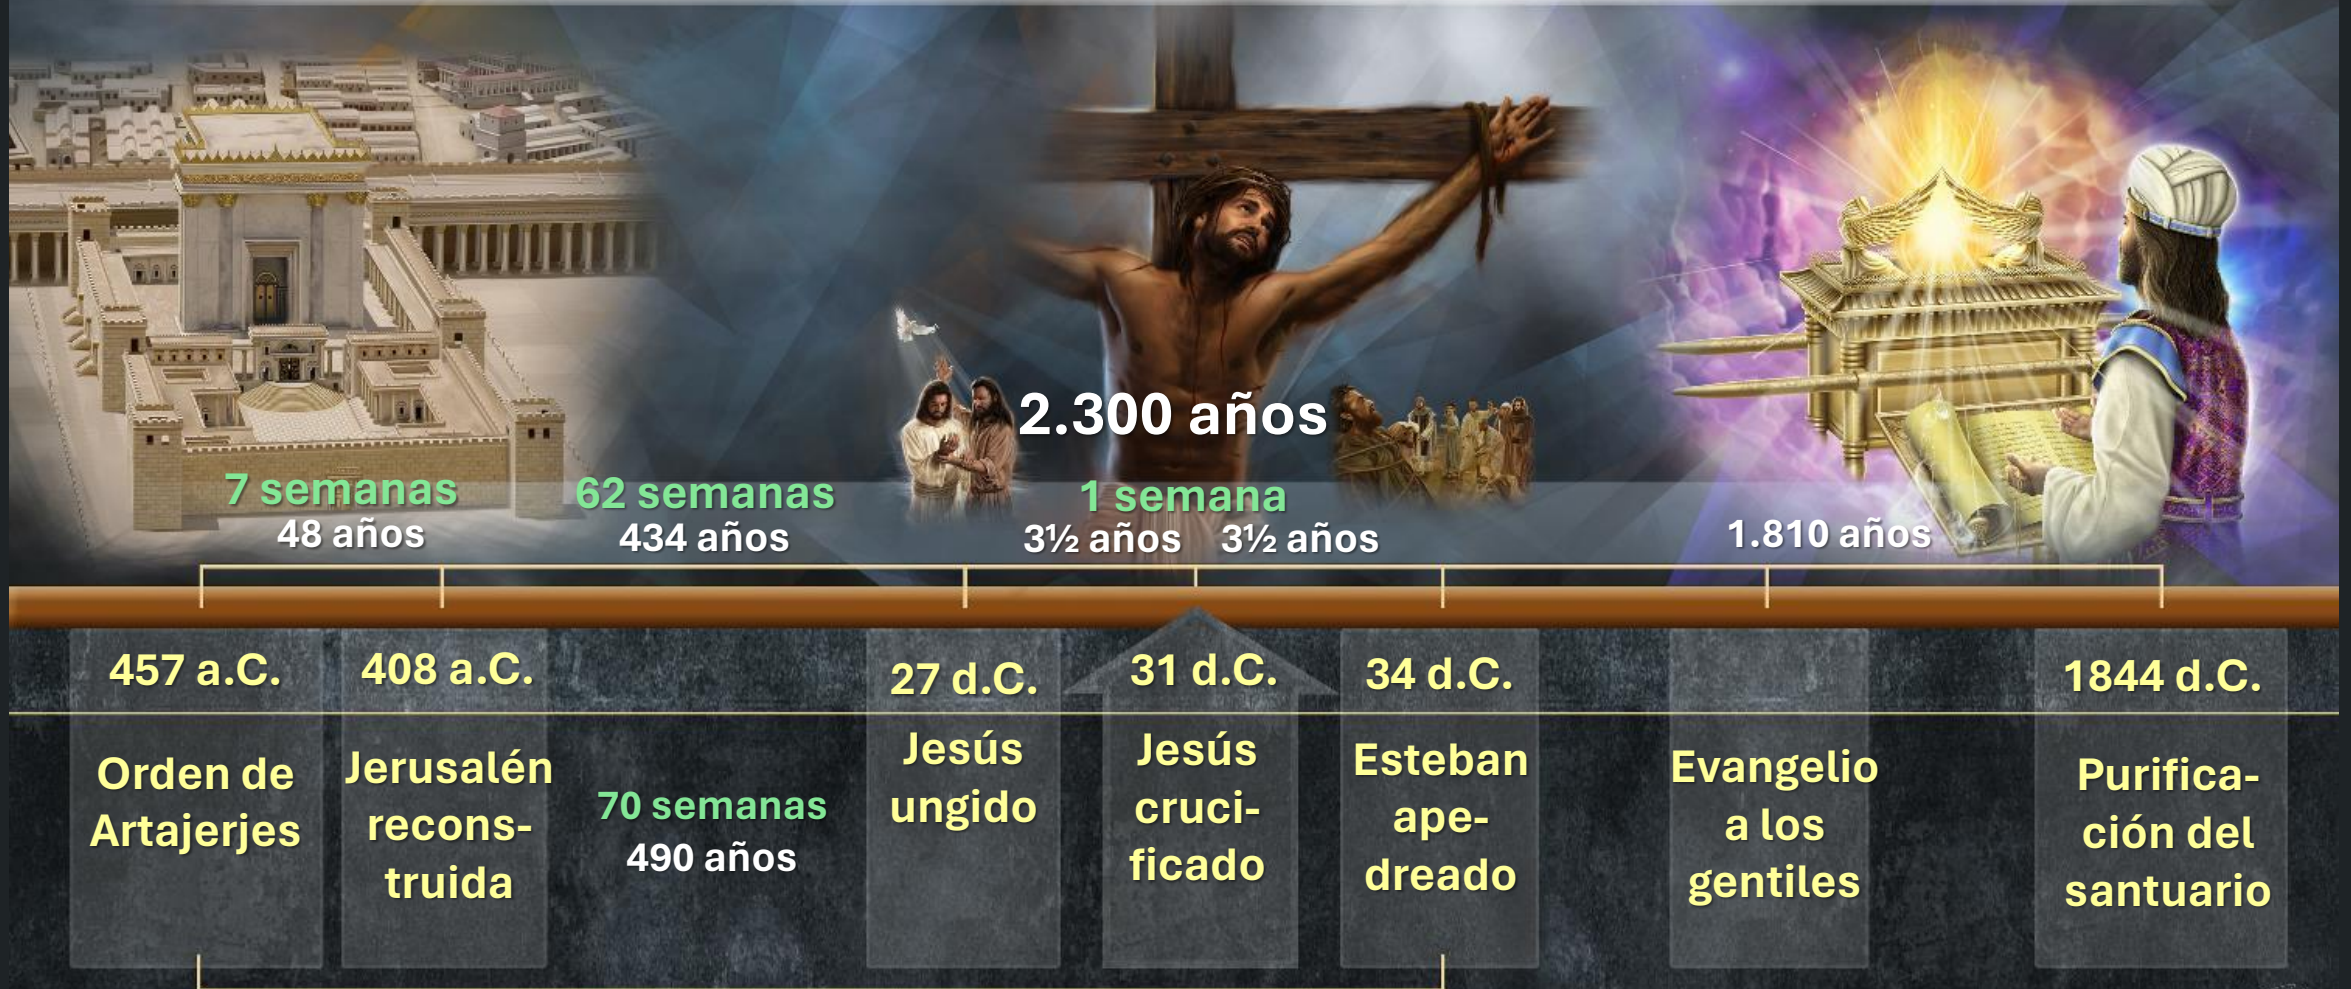 2.300 años
7 semanas
48 años
62 semanas
434 años
1 semana
3½ años 3½ años
1.810 años
457 a.C.
Orden de
Artajerjes
408 a.C.
Jerusalén
recons-
truida
70 semanas
490 años
27 d.C.
Jesús
ungido
31 d.C.
Jesús
cruci-
ficado
34 d.C.
Esteban
ape-
dreado
Evangelio
a los
gentiles
1844 d.C.
Purifica-
ción del
santuario